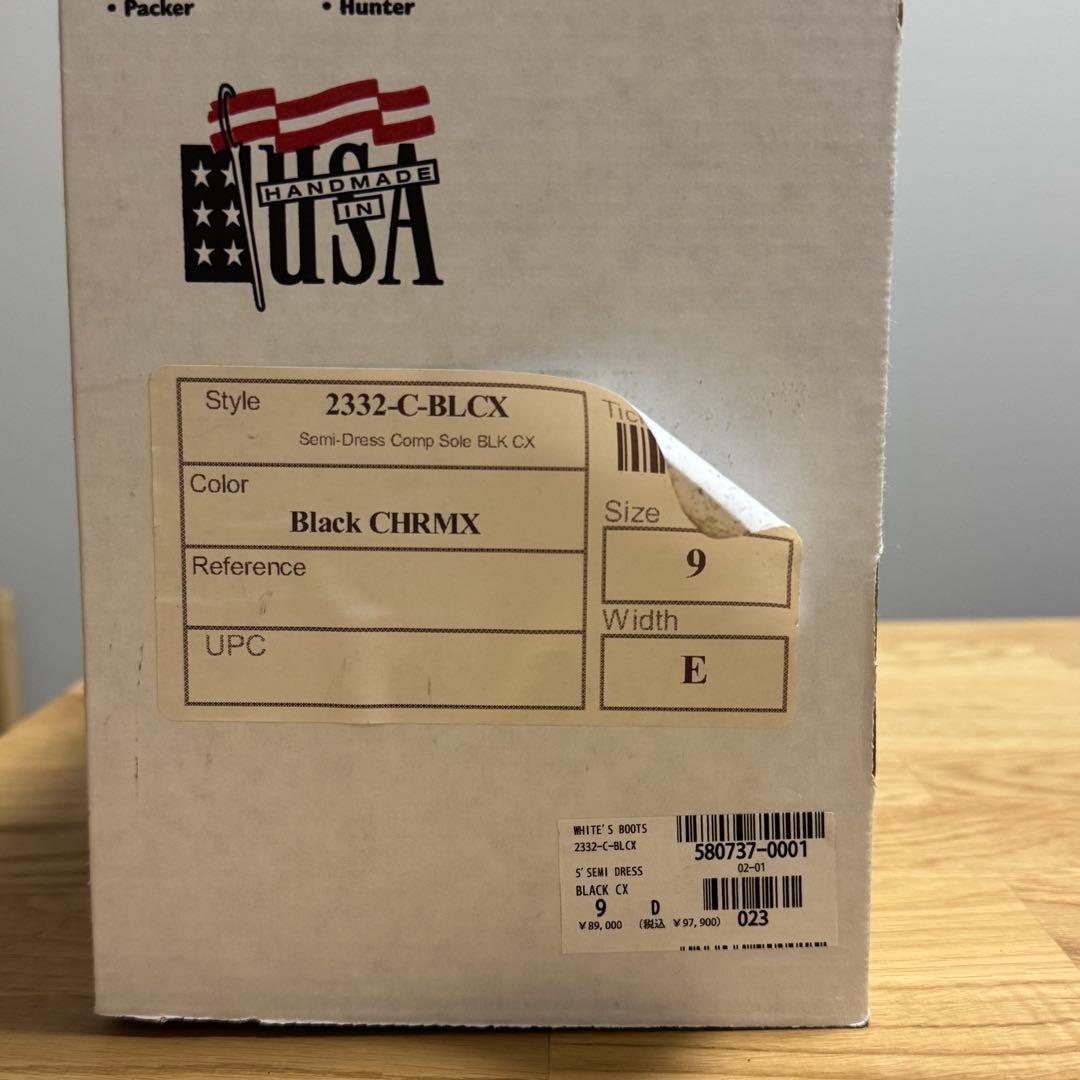 • Packer
• Hunter
USA
HANDMADE
IN
Style
2332-C-BLCX
Semi-Dress Comp Sole BLK CX
Color
Black CHRMX
Reference
UPC
Size
9
Width
E
WHITE'S BOOTS
2332-C-BLCX
580737-0001
02-01
5'SEMI DRESS
BLACK CX
9 D
¥89,000 (税込 ¥97,900)
023